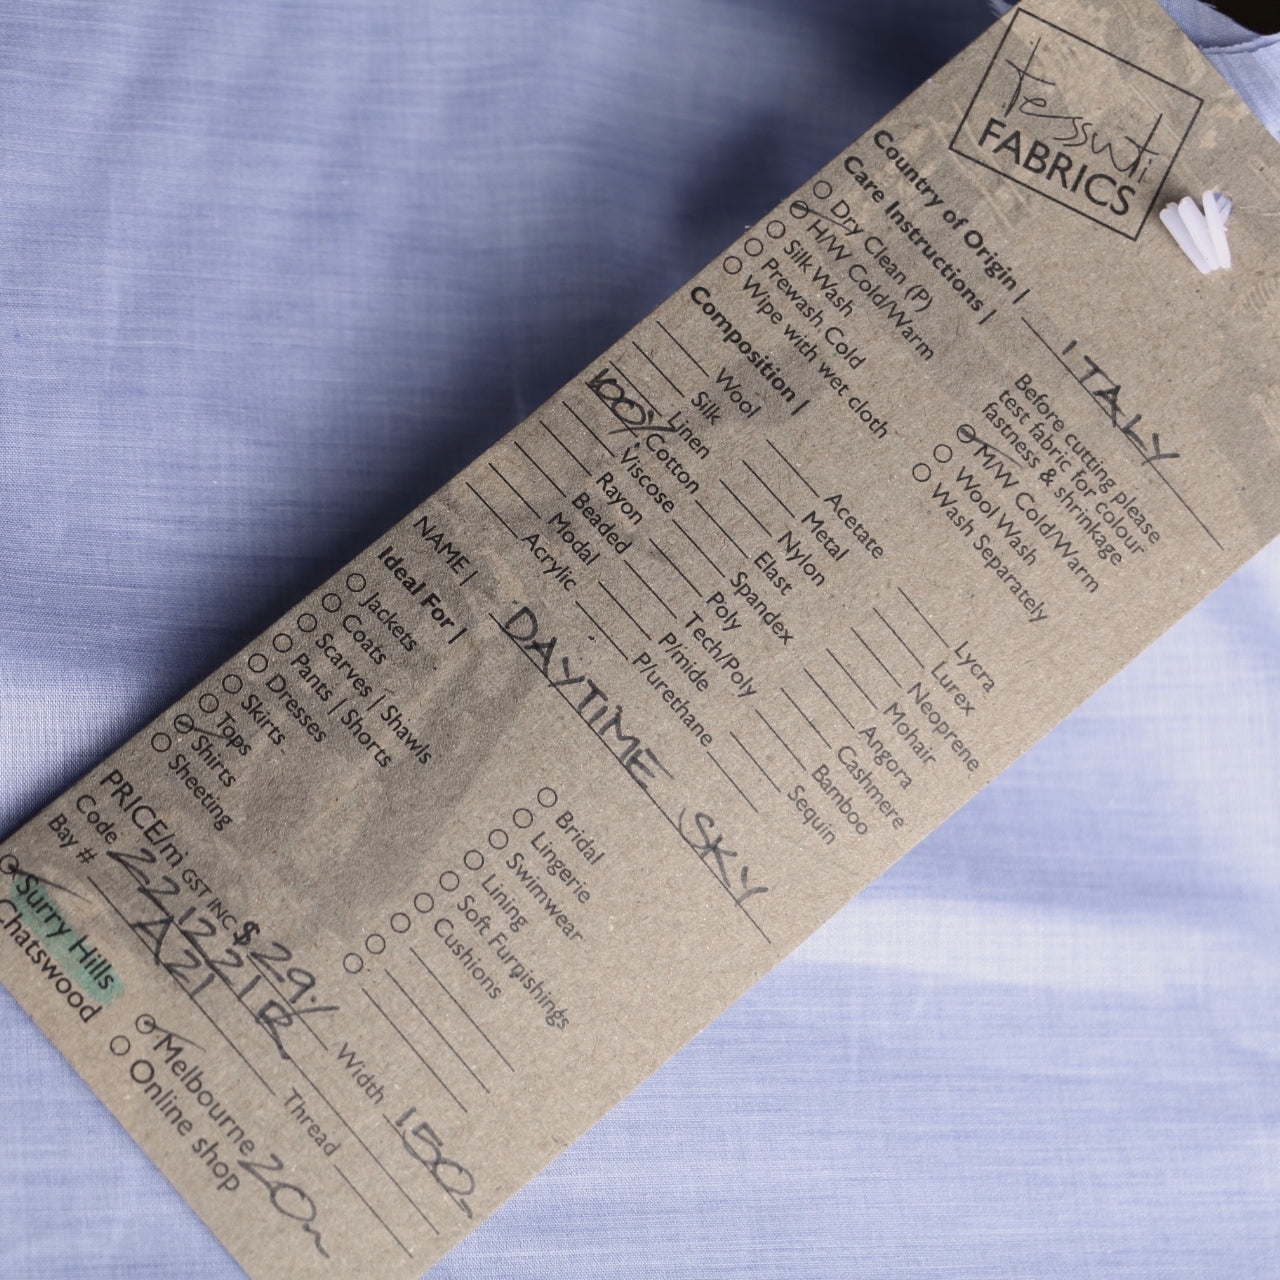 tessuti
FABRICS
Country of Origin | ITALY
Care Instructions |
Dry Clean (P)
H/W Cold/Warm
Silk Wash
Prewash Cold
Wipe with wet cloth
Before cutting please
test fabric for colour
fastness & shrinkage
M/W Cold/Warm
Wool Wash
Wash Separately
Composition |
Wool
Silk
Linen
100% Cotton
Viscose
Rayon
Beaded
Modal
Acrylic
Acetate
Metal
Nylon
Elast
Spandex
Poly
Tech/Poly
P/mide
P/urethane
Lycra
Lurex
Neoprene
Mohair
Angora
Cashmere
Bamboo
Sequin
NAME | DAYTIME SKY
Ideal For |
Jackets
Coats
Scarves | Shawls
Pants | Shorts
Dresses
Skirts
Tops
Shirts
Sheeting
Bridal
Lingerie
Swimwear
Lining
Soft Furnishings
Cushions
PRICE/m GST INC $29./ Width 150
Code 221221R Thread
Bay # A21
Surry Hills
Chatswood
Melbourne 20m
Online shop